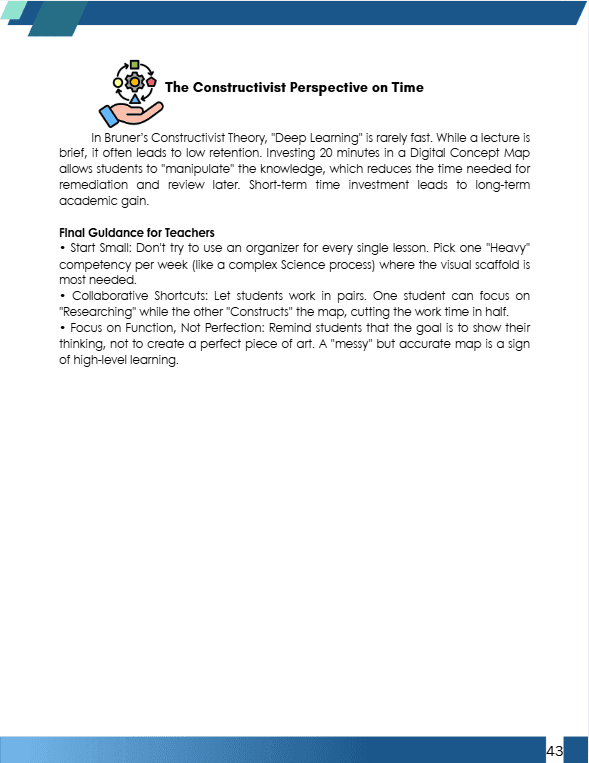 The Constructivist Perspective on Time
In Bruner's Constructivist Theory, "Deep Learning" is rarely fast. While a lecture is
brief, it often leads to low retention. Investing 20 minutes in a Digital Concept Map
allows students to "manipulate" the knowledge, which reduces the time needed for
remediation and review later. Short-term time investment leads to long-term
academic gain.
Final Guidance for Teachers
• Start Small: Don't try to use an organizer for every single lesson. Pick one "Heavy"
competency per week (like a complex Science process) where the visual scaffold is
most needed.
• Collaborative Shortcuts: Let students work in pairs. One student can focus on
"Researching" while the other "Constructs" the map, cutting the work time in half.
• Focus on Function, Not Perfection: Remind students that the goal is to show their
thinking, not to create a perfect piece of art. A "messy" but accurate map is a sign
of high-level learning.
43